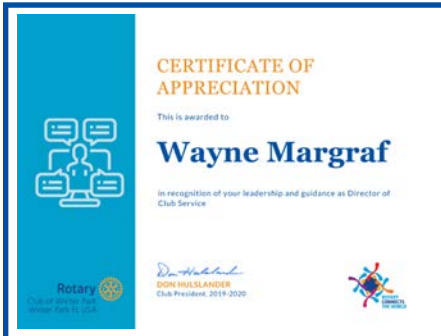 CERTIFICATE OF
APPRECIATION
This is awarded to
Wayne Margraf
in recognition of your leadership and guidance as Director of
Club Service
Don Hulslander
DON HULSLANDER
Club President, 2019-2020
Rotary
Club of Winter Park
Winter Park FL USA
ROTARY
CONNECTS
THE WORLD